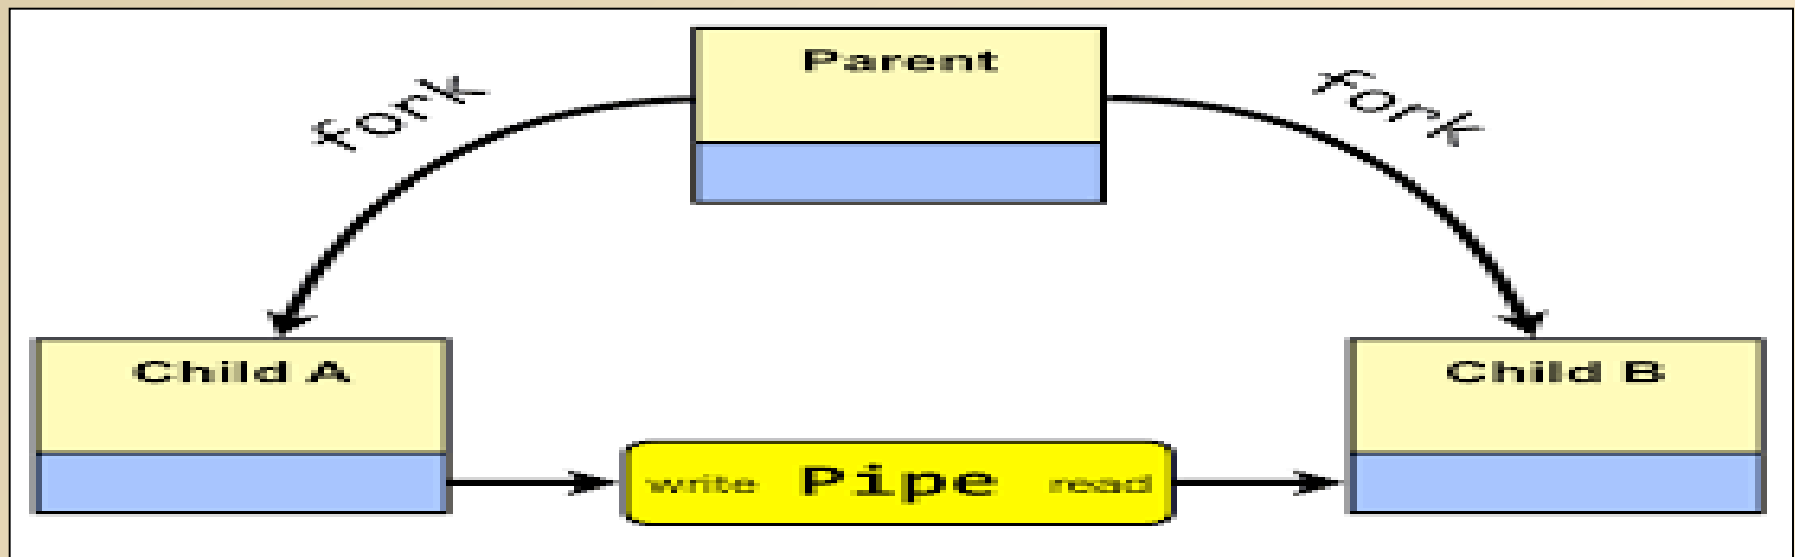 Parent
fork
fork
Child A
Child B
write Pipe read